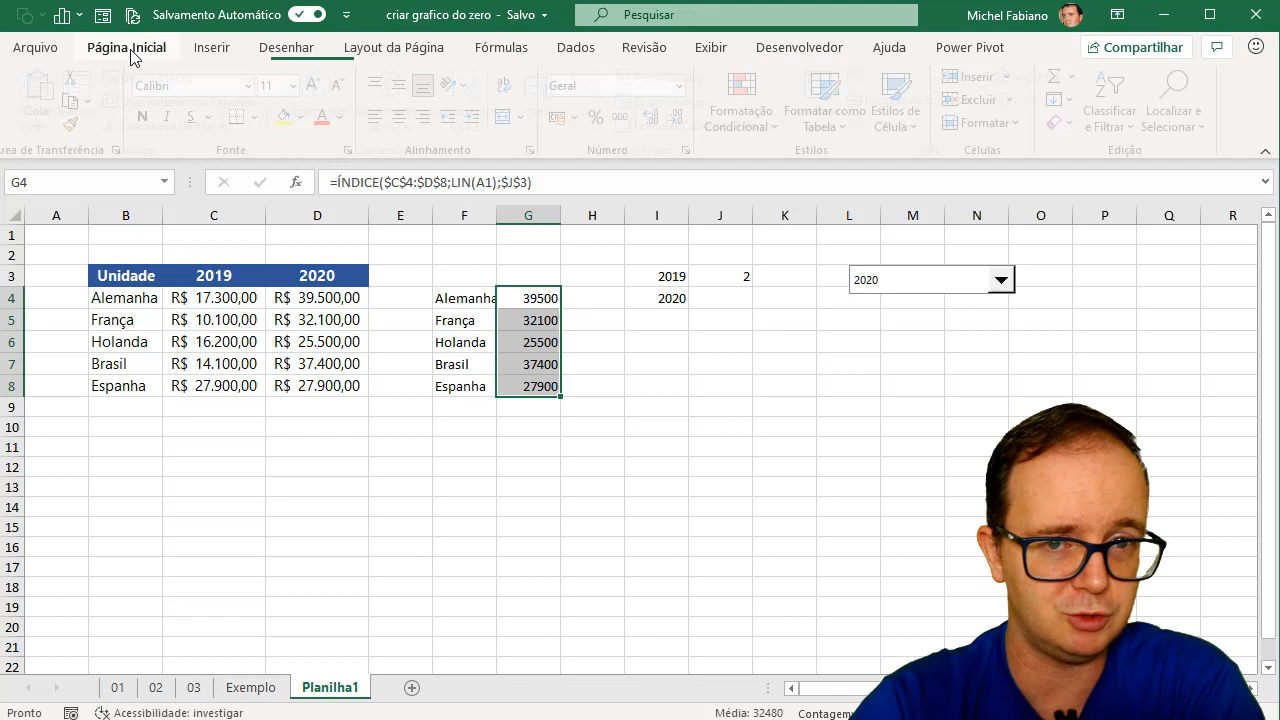 Salvamento Automático
criar grafico do zero - Salvo
Pesquisar
Michel Fabiano
Arquivo Página Inicial Inserir Desenhar Layout da Página Fórmulas Dados Revisão Exibir Desenvolvedor Ajuda Power Pivot Compartilhar
Colar Calibri 11 Geral Formatação Condicional Formatar como Tabela Estilos de Célula Inserir Excluir Formatar Classificar e Filtrar Localizar e Selecionar
Área de Transferência Fonte Alinhamento Número Estilos Células Edição
G4 =ÍNDICE($C$4:$D$8;LIN(A1);$J$3)
A B C D E F G H I J K L M N O P Q R
1
2
3 Unidade 2019 2020 2019 2 2020
4 Alemanha R$ 17.300,00 R$ 39.500,00 Alemanha 39500 2020
5 França R$ 10.100,00 R$ 32.100,00 França 32100
6 Holanda R$ 16.200,00 R$ 25.500,00 Holanda 25500
7 Brasil R$ 14.100,00 R$ 37.400,00 Brasil 37400
8 Espanha R$ 27.900,00 R$ 27.900,00 Espanha 27900
9
10
11
12
13
14
15
16
17
18
19
20
21
22
01 02 03 Exemplo Planilha1
Pronto Acessibilidade: investigar Média: 32480